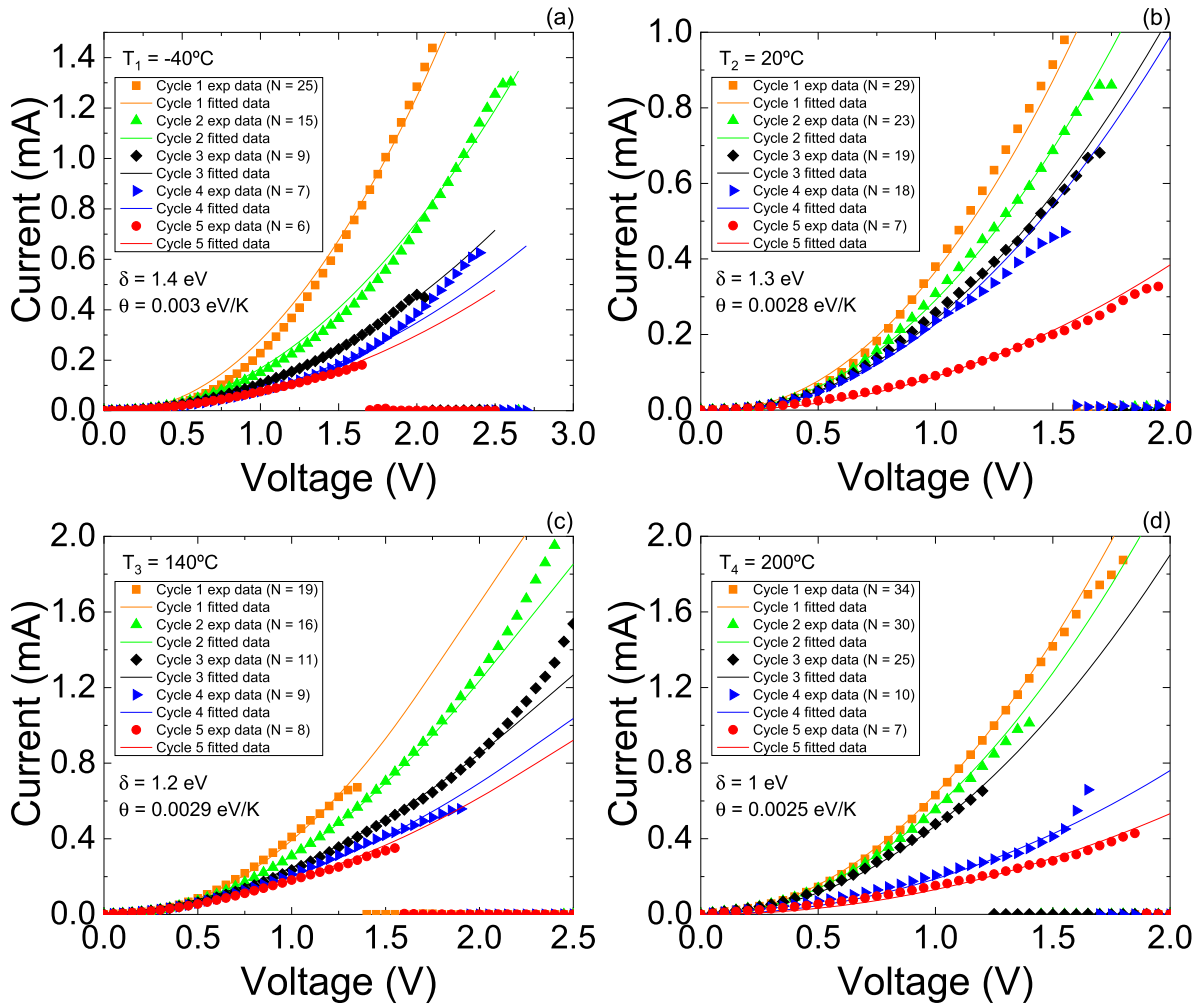 (a)
T1 = -40ºC
Cycle 1 exp data (N = 25)
Cycle 1 fitted data
Cycle 2 exp data (N = 15)
Cycle 2 fitted data
Cycle 3 exp data (N = 9)
Cycle 3 fitted data
Cycle 4 exp data (N = 7)
Cycle 4 fitted data
Cycle 5 exp data (N = 6)
Cycle 5 fitted data
δ = 1.4 eV
θ = 0.003 eV/K
1.4
1.2
1.0
0.8
0.6
0.4
0.2
0.0
Current (mA)
0.0 0.5 1.0 1.5 2.0 2.5 3.0
Voltage (V)
(b)
T2 = 20ºC
Cycle 1 exp data (N = 29)
Cycle 1 fitted data
Cycle 2 exp data (N = 23)
Cycle 2 fitted data
Cycle 3 exp data (N = 19)
Cycle 3 fitted data
Cycle 4 exp data (N = 18)
Cycle 4 fitted data
Cycle 5 exp data (N = 7)
Cycle 5 fitted data
δ = 1.3 eV
θ = 0.0028 eV/K
1.0
0.8
0.6
0.4
0.2
0.0
Current (mA)
0.0 0.5 1.0 1.5 2.0
Voltage (V)
(c)
T3 = 140ºC
Cycle 1 exp data (N = 19)
Cycle 1 fitted data
Cycle 2 exp data (N = 16)
Cycle 2 fitted data
Cycle 3 exp data (N = 11)
Cycle 3 fitted data
Cycle 4 exp data (N = 9)
Cycle 4 fitted data
Cycle 5 exp data (N = 8)
Cycle 5 fitted data
δ = 1.2 eV
θ = 0.0029 eV/K
2.0
1.6
1.2
0.8
0.4
0.0
Current (mA)
0.0 0.5 1.0 1.5 2.0 2.5
Voltage (V)
(d)
T4 = 200ºC
Cycle 1 exp data (N = 34)
Cycle 1 fitted data
Cycle 2 exp data (N = 30)
Cycle 2 fitted data
Cycle 3 exp data (N = 25)
Cycle 3 fitted data
Cycle 4 exp data (N = 10)
Cycle 4 fitted data
Cycle 5 exp data (N = 7)
Cycle 5 fitted data
δ = 1 eV
θ = 0.0025 eV/K
2.0
1.6
1.2
0.8
0.4
0.0
Current (mA)
0.0 0.5 1.0 1.5 2.0
Voltage (V)